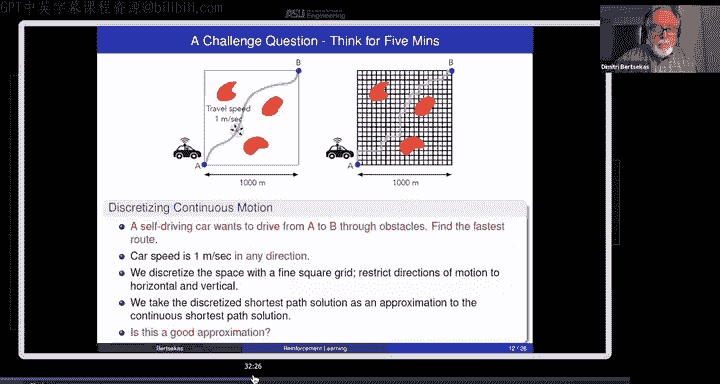 GPT中英字幕课程资源@bilibili
ASU Engineering
Dimitri Bertsekas
A Challenge Question - Think for Five Mins
B
B
Travel speed
1 m/sec
A
A
1000 m
1000 m
Discretizing Continuous Motion
A self-driving car wants to drive from A to B through obstacles. Find the fastest
route.
Car speed is 1 m/sec in any direction.
We discretize the space with a fine square grid; restrict directions of motion to
horizontal and vertical.
We take the discretized shortest path solution as an approximation to the
continuous shortest path solution.
Is this a good approximation?
Bertsekas
Reinforcement Learning
12 / 26
32:26